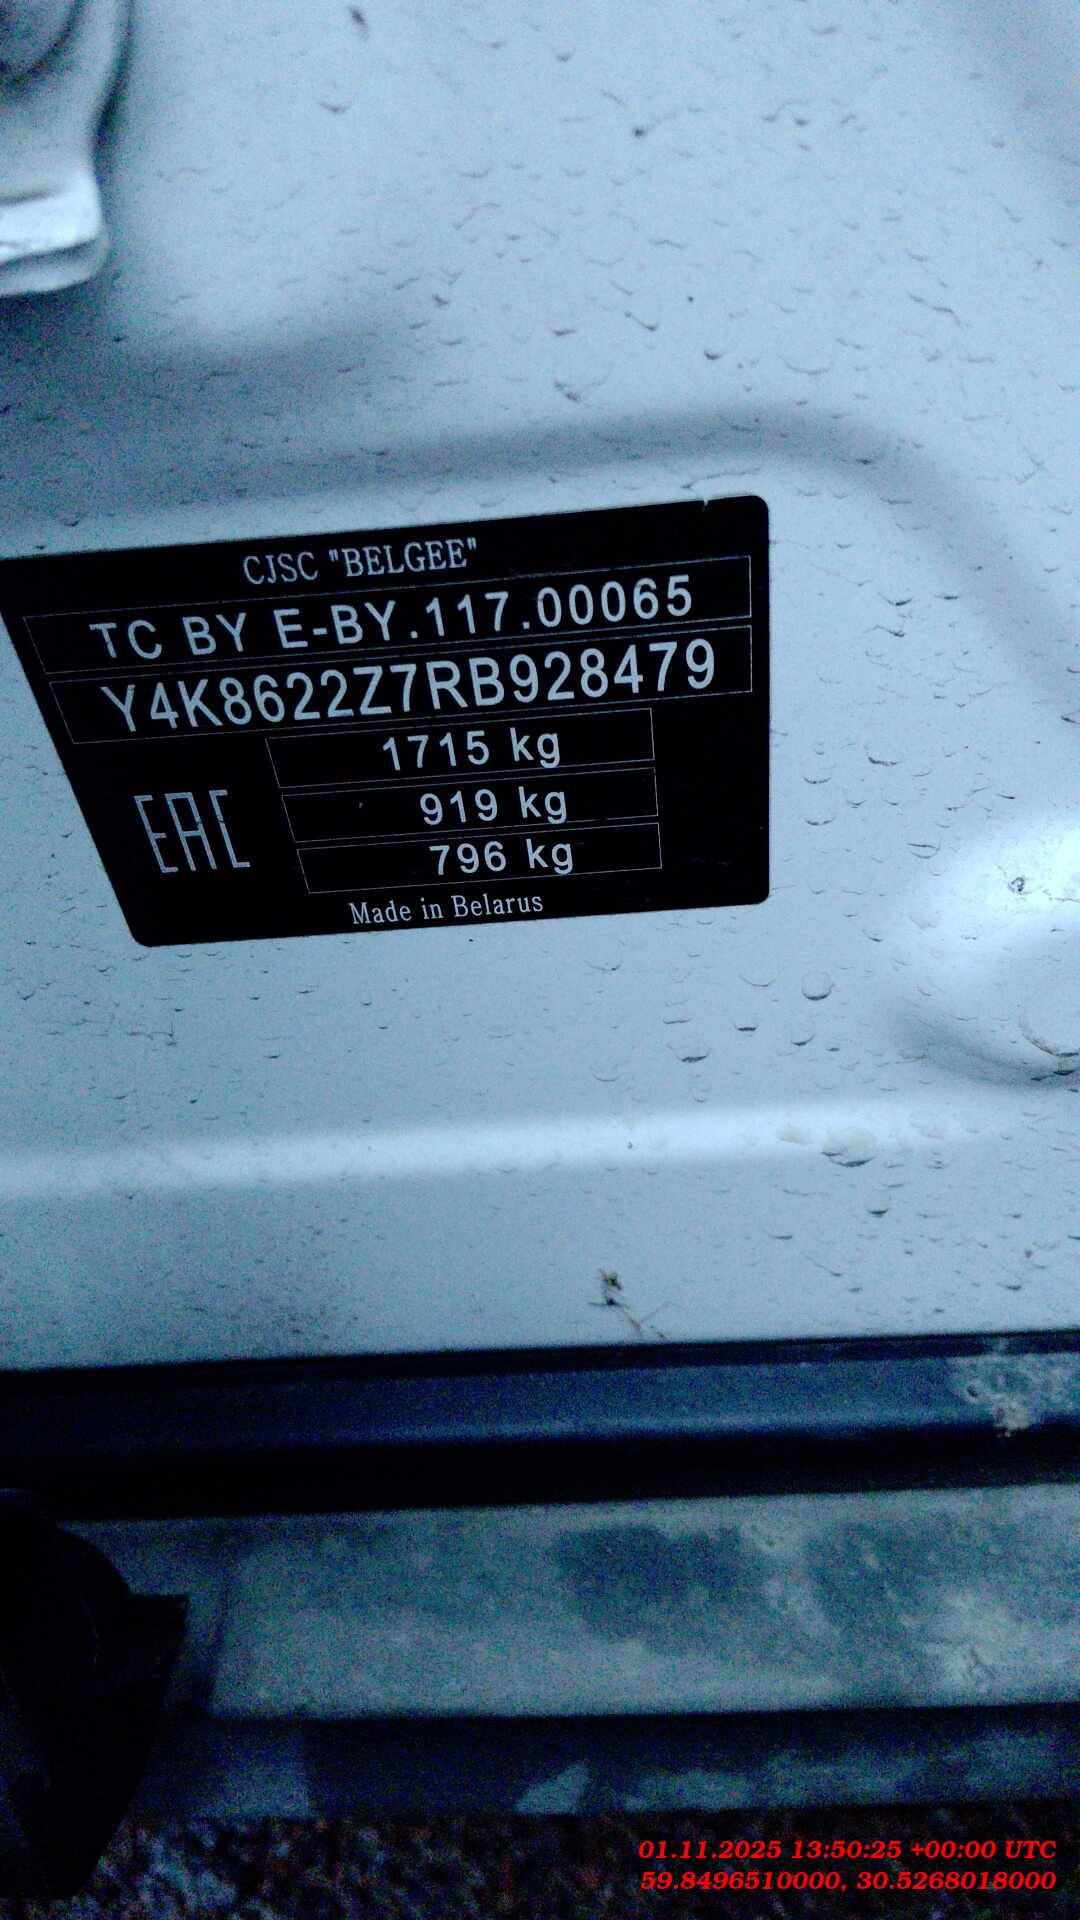 CJSC "BELGEE"
TC BY E-BY.117.00065
Y4K8622Z7RB928479
1715 kg
919 kg
EAC
796 kg
Made in Belarus
01.11.2025 13:50:25 +00:00 UTC
59.8496510000, 30.5268018000